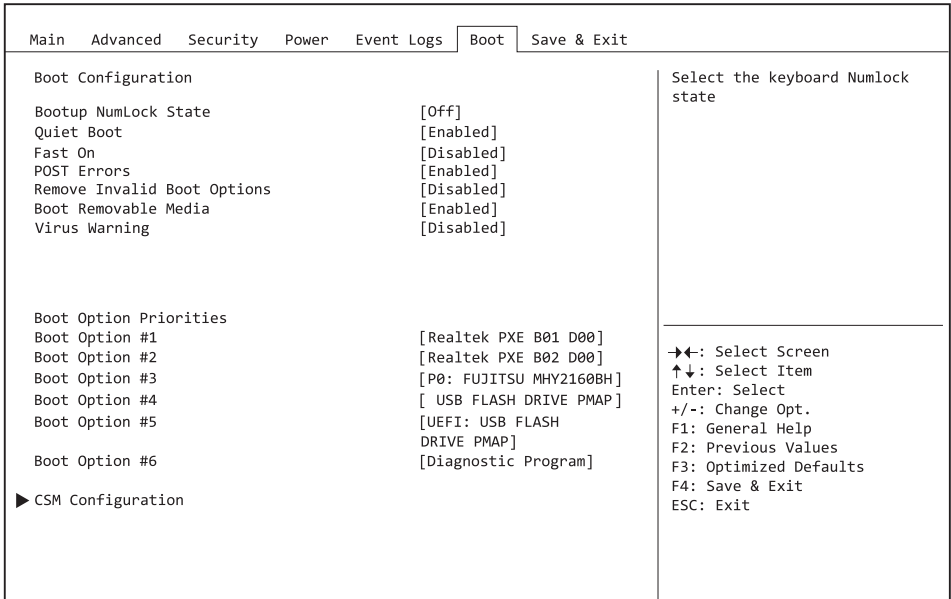 Main Advanced Security Power Event Logs Boot Save & Exit
Boot Configuration
Bootup NumLock State [Off]
Quiet Boot [Enabled]
Fast On [Disabled]
POST Errors [Enabled]
Remove Invalid Boot Options [Disabled]
Boot Removable Media [Enabled]
Virus Warning [Disabled]
Boot Option Priorities
Boot Option #1 [Realtek PXE B01 D00]
Boot Option #2 [Realtek PXE B02 D00]
Boot Option #3 [P0: FUJITSU MHY2160BH]
Boot Option #4 [ USB FLASH DRIVE PMAP]
Boot Option #5 [UEFI: USB FLASH
DRIVE PMAP]
Boot Option #6 [Diagnostic Program]
▶ CSM Configuration
Select the keyboard Numlock
state
→←: Select Screen
↑↓: Select Item
Enter: Select
+/-: Change Opt.
F1: General Help
F2: Previous Values
F3: Optimized Defaults
F4: Save & Exit
ESC: Exit